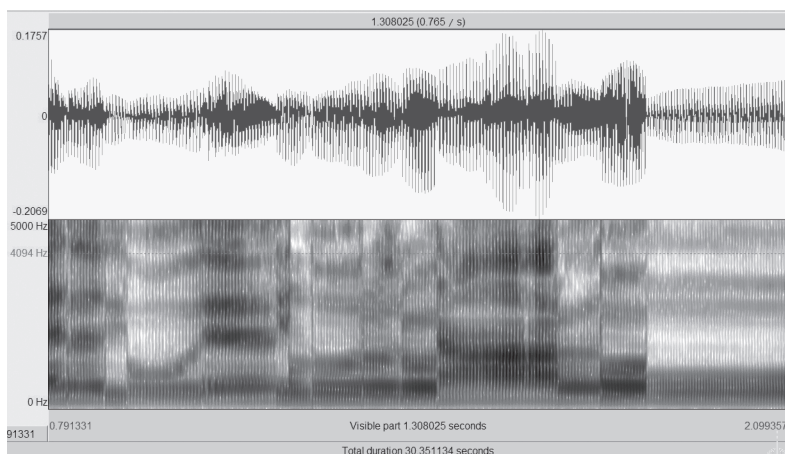 1.308025 (0.765 / s)
0.1757
0
-0.2069
5000 Hz
4094 Hz
0 Hz
0.791331 Visible part 1.308025 seconds 2.099357
91331
Total duration 30.351134 seconds